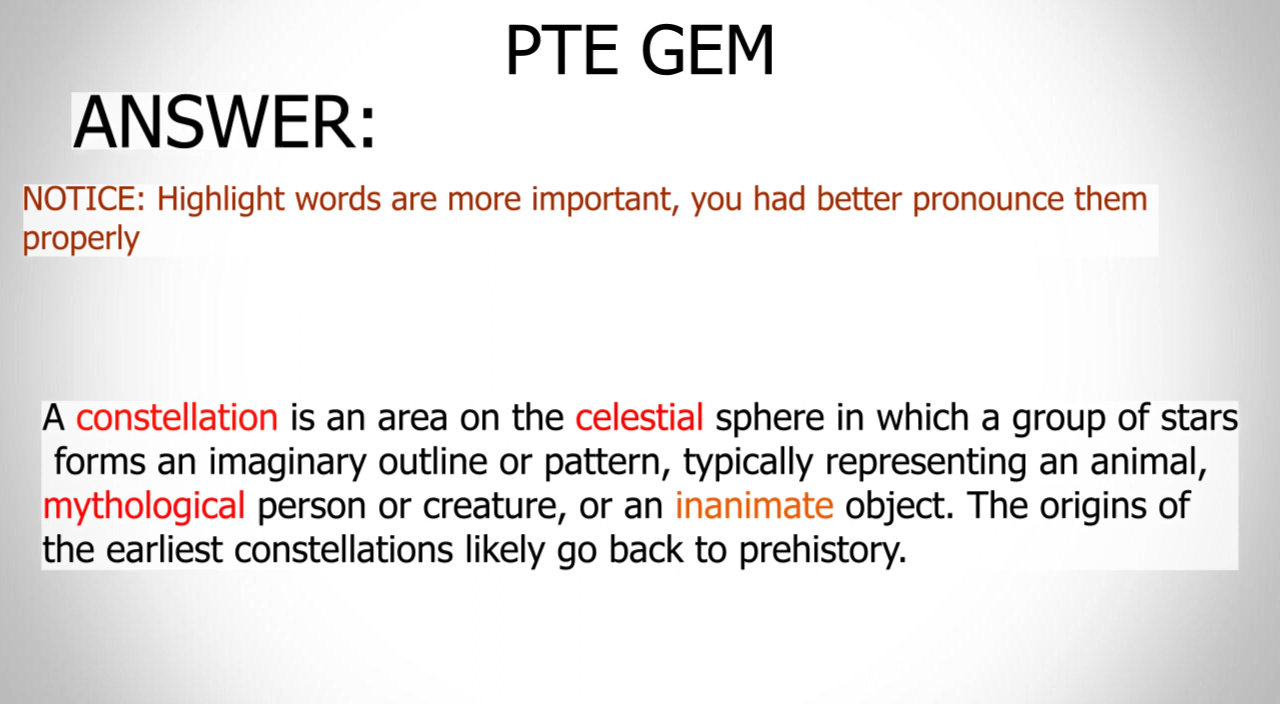 PTE GEM
ANSWER:
NOTICE: Highlight words are more important, you had better pronounce them
properly
A constellation is an area on the celestial sphere in which a group of stars
forms an imaginary outline or pattern, typically representing an animal,
mythological person or creature, or an inanimate object. The origins of
the earliest constellations likely go back to prehistory.